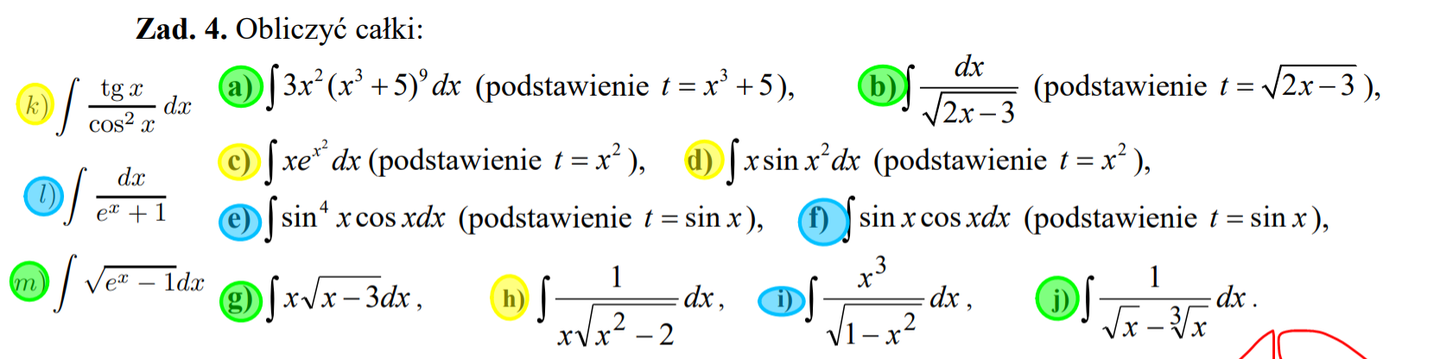 Zad. 4. Obliczyć całki:
k) ∫ tg x / cos² x dx a) ∫ 3x²(x³ + 5)⁹ dx (podstawienie t = x³ + 5), b) ∫ dx / √(2x − 3) (podstawienie t = √(2x − 3)),
c) ∫ xe^(x²) dx (podstawienie t = x²), d) ∫ x sin x² dx (podstawienie t = x²),
l) ∫ dx / (eˣ + 1) e) ∫ sin⁴ x cos xdx (podstawienie t = sin x), f) ∫ sin x cos xdx (podstawienie t = sin x),
m) ∫ √(eˣ − 1) dx g) ∫ x√(x − 3) dx, h) ∫ 1 / (x√(x² − 2)) dx, i) ∫ x³ / √(1 − x²) dx, j) ∫ 1 / (√x − ³√x) dx.